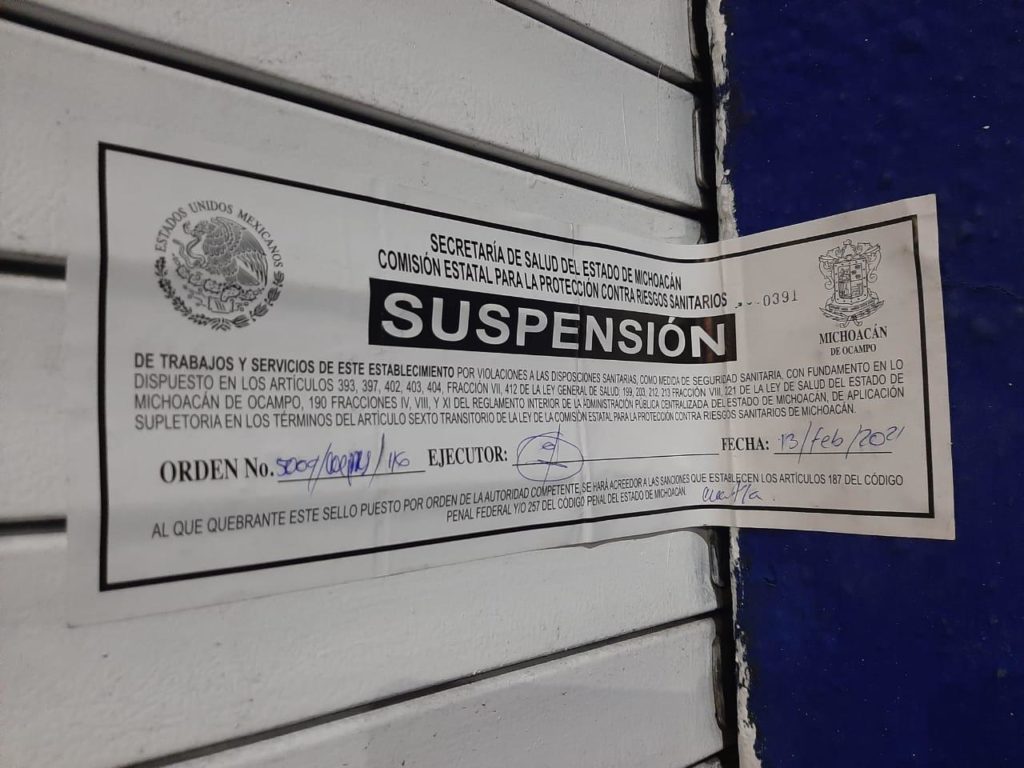 ESTADOS UNIDOS MEXICANOS
SECRETARÍA DE SALUD DEL ESTADO DE MICHOACÁN
COMISIÓN ESTATAL PARA LA PROTECCIÓN CONTRA RIESGOS SANITARIOS
0391
SUSPENSIÓN
MICHOACÁN
DE OCAMPO
DE TRABAJOS Y SERVICIOS DE ESTE ESTABLECIMIENTO POR VIOLACIONES A LAS DISPOSICIONES SANITARIAS, COMO MEDIDA DE SEGURIDAD SANITARIA, CON FUNDAMENTO EN LO
DISPUESTO EN LOS ARTÍCULOS 393, 397, 402, 403, 404, FRACCIÓN VII, 412 DE LA LEY GENERAL DE SALUD; 199, 203, 212, 213 FRACCIÓN VIII, 221 DE LA LEY DE SALUD DEL ESTADO DE
MICHOACÁN DE OCAMPO, 190 FRACCIONES IV, VIII, Y XI DEL REGLAMENTO INTERIOR DE LA ADMINISTRACIÓN PÚBLICA CENTRALIZADA DEL ESTADO DE MICHOACÁN, DE APLICACIÓN
SUPLETORIA EN LOS TÉRMINOS DEL ARTÍCULO SEXTO TRANSITORIO DE LA LEY DE LA COMISIÓN ESTATAL PARA LA PROTECCIÓN CONTRA RIESGOS SANITARIOS DE MICHOACÁN.
ORDEN No. EJECUTOR: FECHA: 13/feb/2021
AL QUE QUEBRANTE ESTE SELLO PUESTO POR ORDEN DE LA AUTORIDAD COMPETENTE, SE HARÁ ACREEDOR A LAS SANCIONES QUE ESTABLECEN LOS ARTÍCULOS 187 DEL CÓDIGO
PENAL FEDERAL Y/O 257 DEL CÓDIGO PENAL DEL ESTADO DE MICHOACÁN.